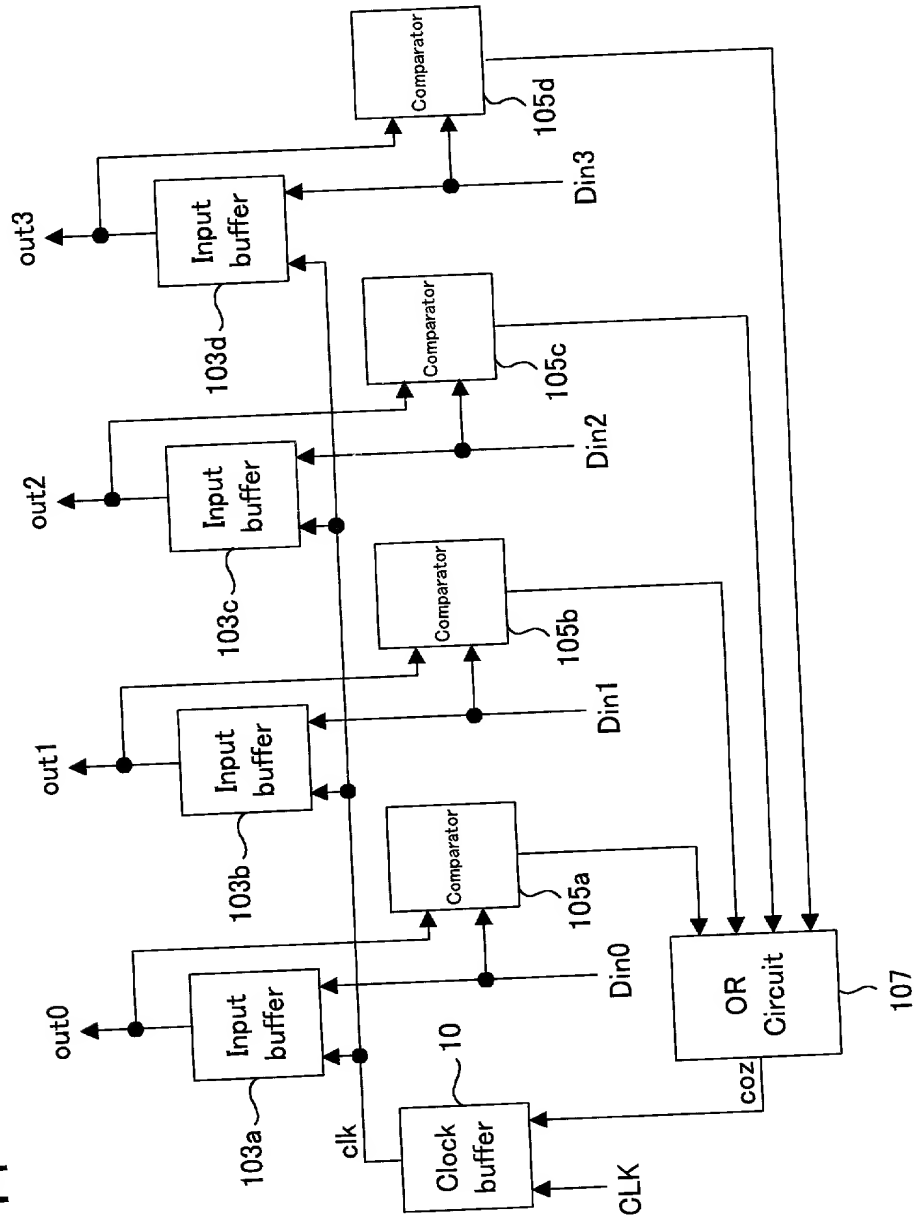 out0
out1
out2
out3
Input
buffer
Input
buffer
Input
buffer
Input
buffer
103a
103b
103c
103d
clk
Comparator
Comparator
Comparator
Comparator
105a
105b
105c
105d
Clock
buffer
10
Din0
Din1
Din2
Din3
CLK
coz
OR
Circuit
107